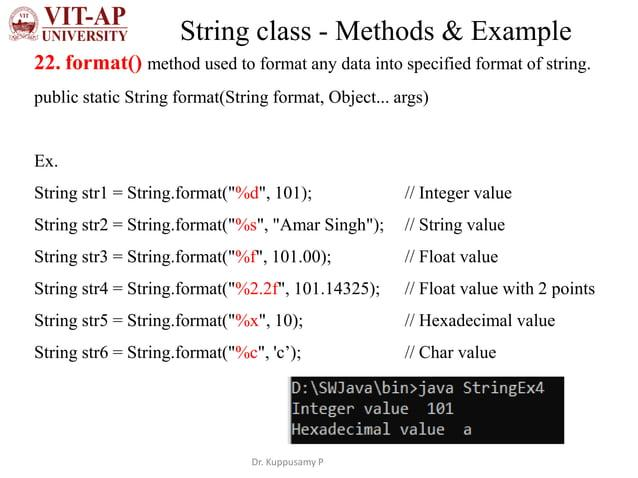 VIT-AP
UNIVERSITY
String class - Methods & Example
22. format() method used to format any data into specified format of string.
public static String format(String format, Object... args)
Ex.
String str1 = String.format("%d", 101); // Integer value
String str2 = String.format("%s", "Amar Singh"); // String value
String str3 = String.format("%f", 101.00); // Float value
String str4 = String.format("%2.2f", 101.14325); // Float value with 2 points
String str5 = String.format("%x", 10); // Hexadecimal value
String str6 = String.format("%c", 'c’); // Char value
D:\SWJava\bin>java StringEx4
Integer value  101
Hexadecimal value  a
Dr. Kuppusamy P